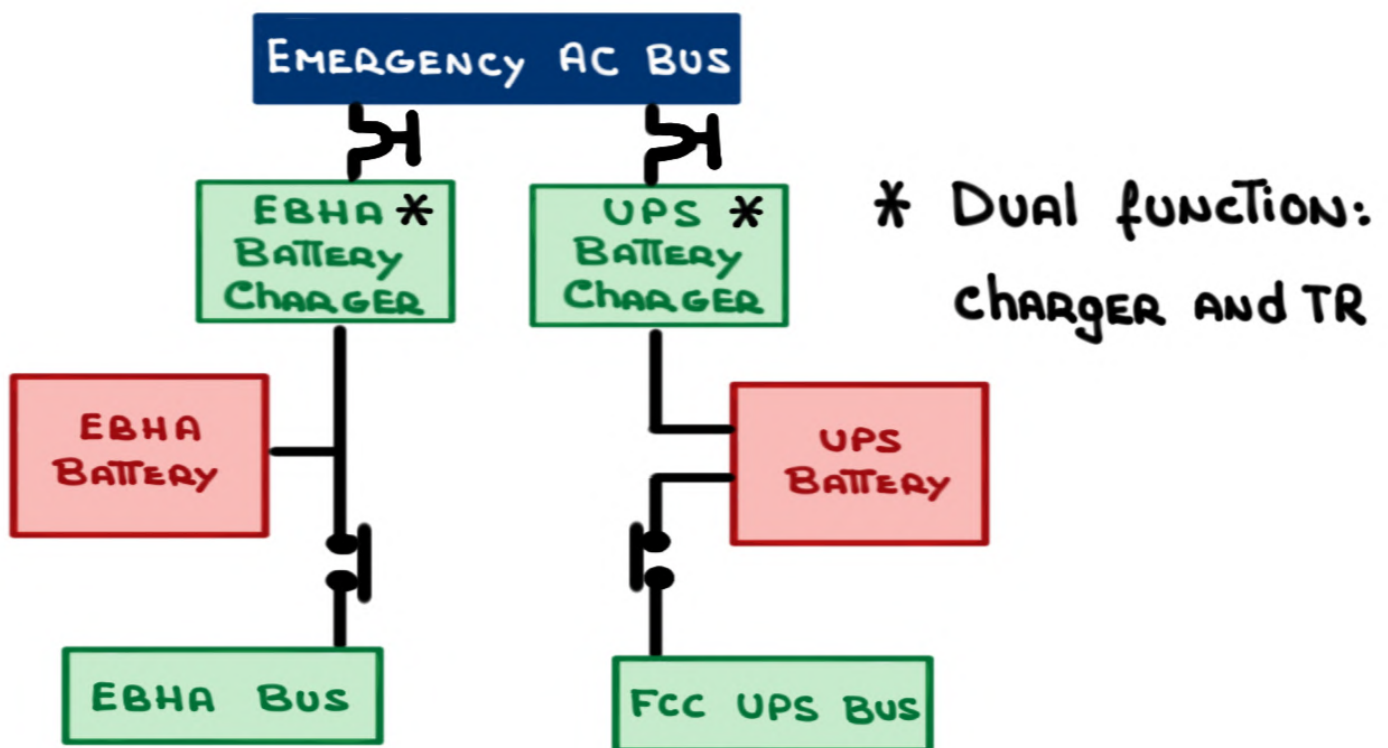 EMERGENCY AC BUS
EBHA *
BATTERY
CHARGER
UPS *
BATTERY
CHARGER
* DUAL fUNCTION:
CHARGER AND TR
EBHA
BATTERY
UPS
BATTERY
EBHA BUS
FCC UPS BUS